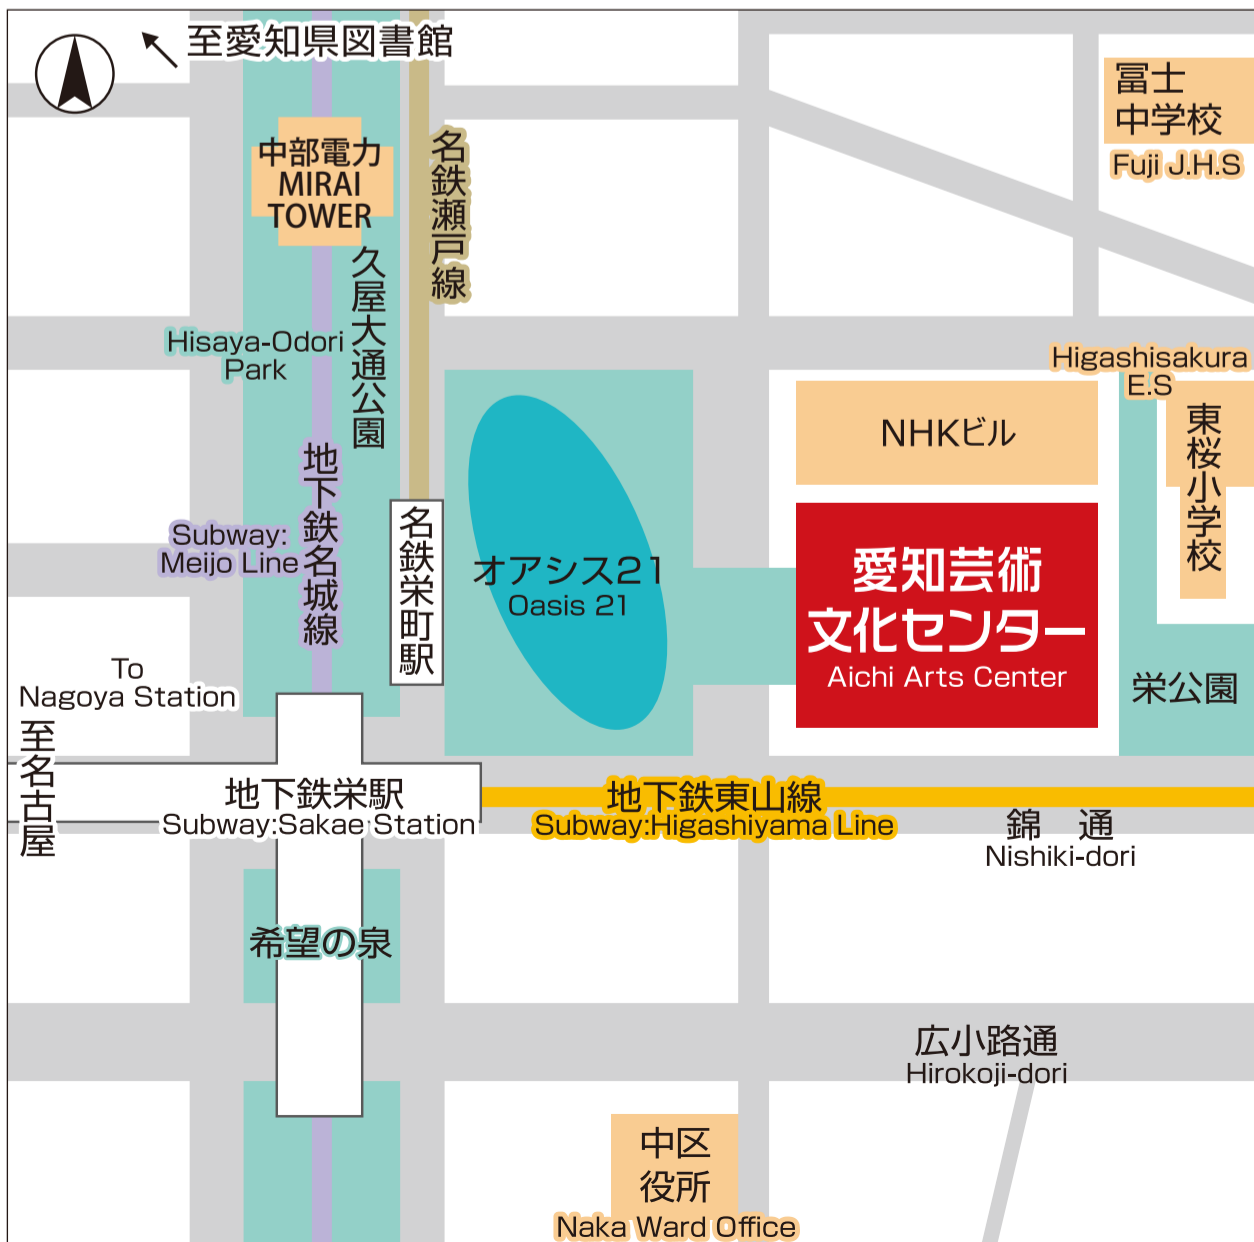 至愛知県図書館
冨士
中学校
Fuji J.H.S
中部電力
MIRAI
TOWER
名鉄瀬戸線
久屋大通公園
Hisaya-Odori
Park
Higashisakura
E.S
東桜小学校
NHKビル
地下鉄名城線
Subway:
Meijo Line
名鉄栄町駅
オアシス21
Oasis 21
愛知芸術
文化センター
Aichi Arts Center
栄公園
To
Nagoya Station
至名古屋
地下鉄栄駅
Subway:Sakae Station
地下鉄東山線
Subway:Higashiyama Line
錦　通
Nishiki-dori
希望の泉
広小路通
Hirokoji-dori
中区
役所
Naka Ward Office